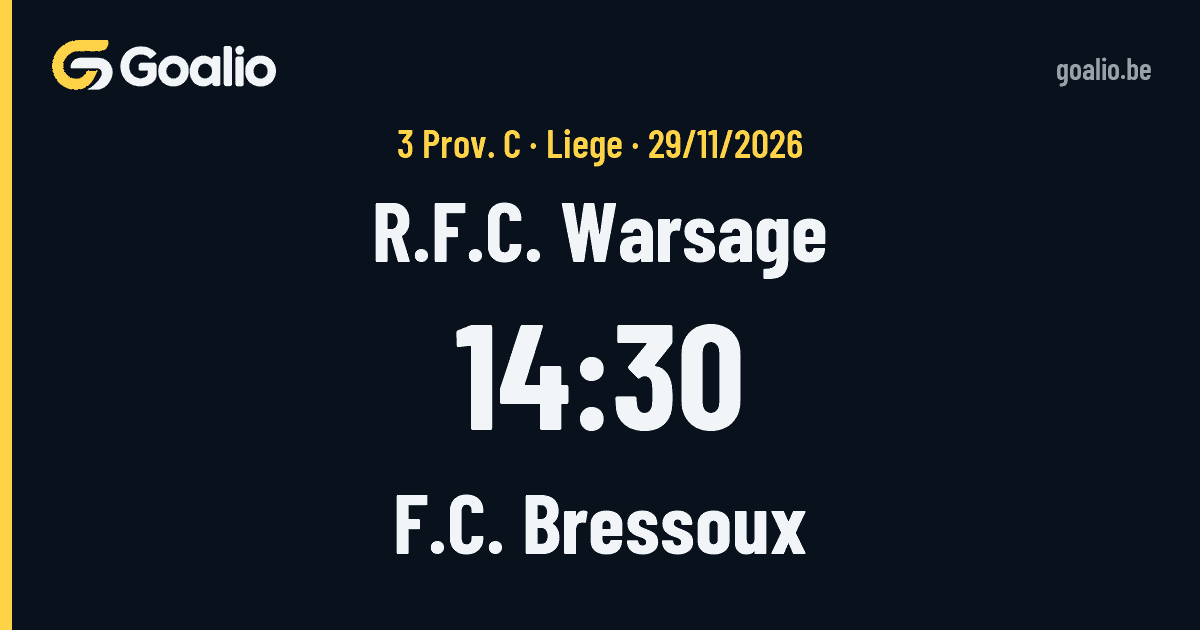 Goalio
goalio.be
3 Prov. C · Liege · 29/11/2026
R.F.C. Warsage
14:30
F.C. Bressoux